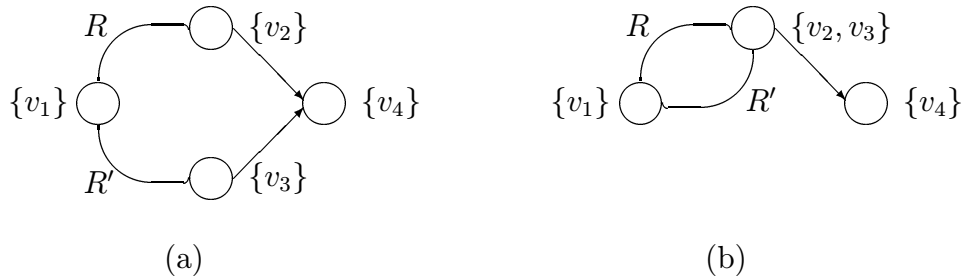 R {v₂} R {v₂, v₃}
{v₁} {v₄} {v₁} R′ {v₄}
R′ {v₃}
(a) (b)